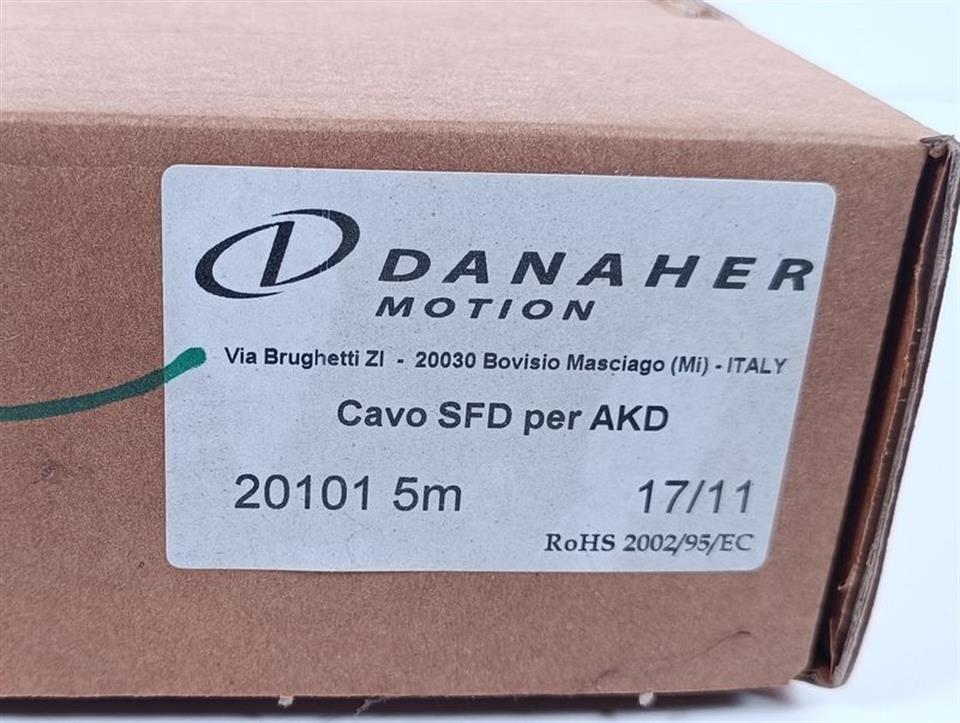 DANAHER
MOTION
Via Brughetti ZI - 20030 Bovisio Masciago (Mi) - ITALY
Cavo SFD per AKD
20101 5m 17/11
RoHS 2002/95/EC